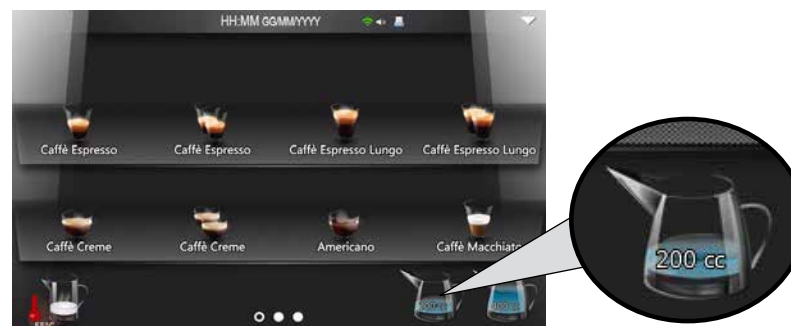 HH:MM GG/MM/YYYY
Caffè Espresso
Caffè Espresso
Caffè Espresso Lungo
Caffè Espresso Lungo
Caffè Creme
Caffè Creme
Americano
Caffè Macchiato
200 cc